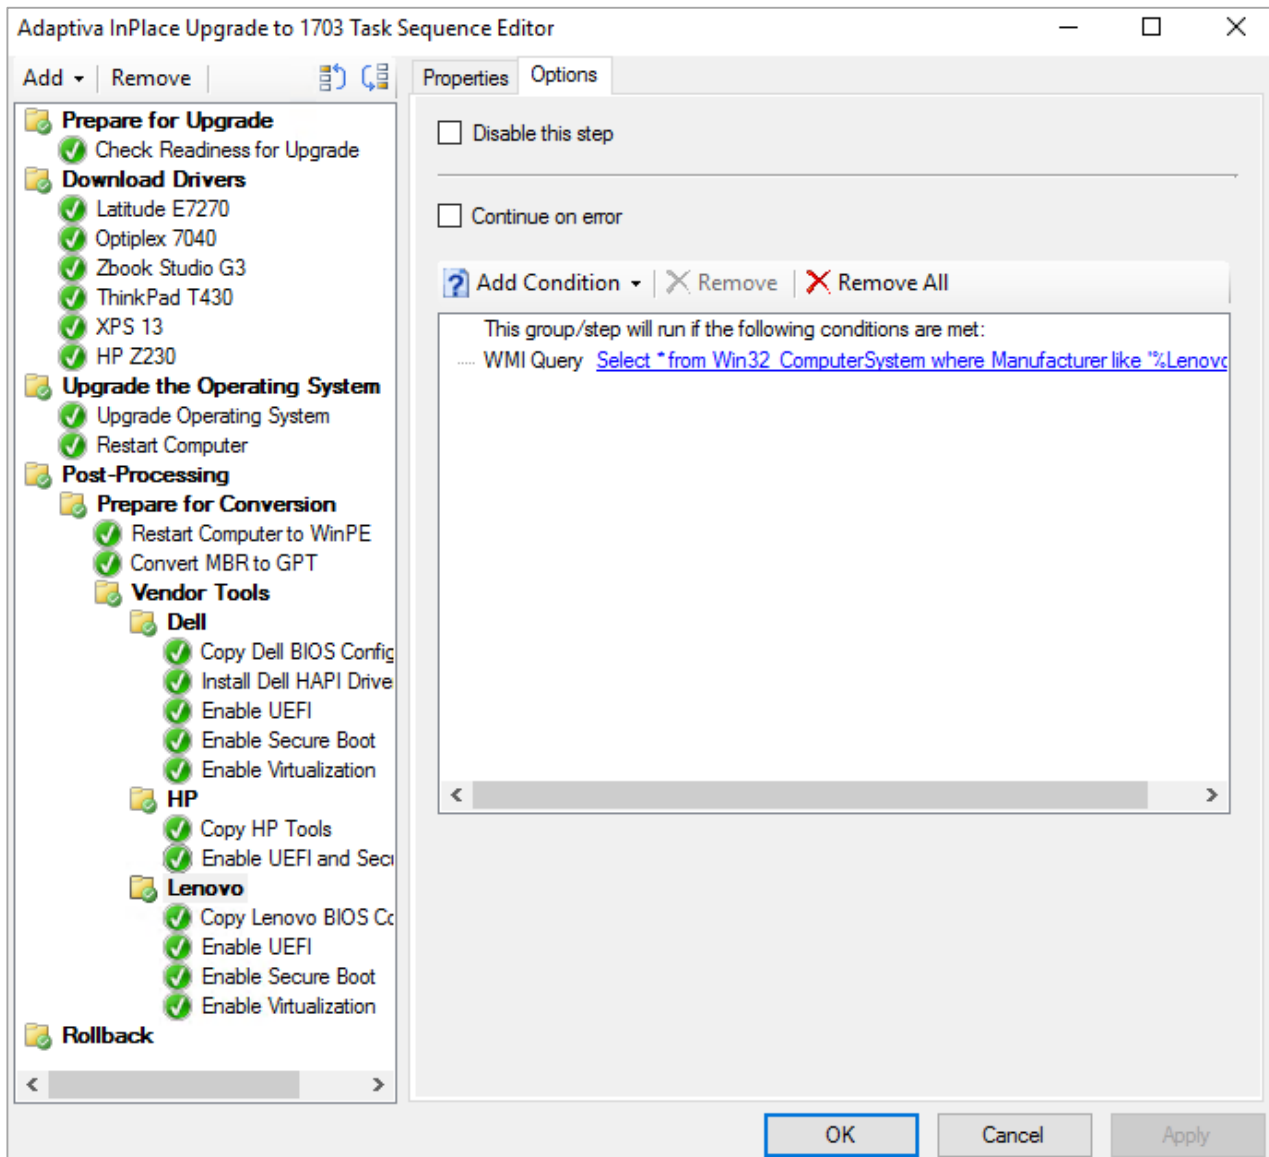 Adaptiva InPlace Upgrade to 1703 Task Sequence Editor
Add Remove
Prepare for Upgrade
Check Readiness for Upgrade
Download Drivers
Latitude E7270
Optiplex 7040
Zbook Studio G3
ThinkPad T430
XPS 13
HP Z230
Upgrade the Operating System
Upgrade Operating System
Restart Computer
Post-Processing
Prepare for Conversion
Restart Computer to WinPE
Convert MBR to GPT
Vendor Tools
Dell
Copy Dell BIOS Config
Install Dell HAPI Drive
Enable UEFI
Enable Secure Boot
Enable Virtualization
HP
Copy HP Tools
Enable UEFI and Secu
Lenovo
Copy Lenovo BIOS Co
Enable UEFI
Enable Secure Boot
Enable Virtualization
Rollback
Properties Options
Disable this step
Continue on error
Add Condition Remove Remove All
This group/step will run if the following conditions are met:
WMI Query Select * from Win32_ComputerSystem where Manufacturer like "%Lenovo
OK Cancel Apply